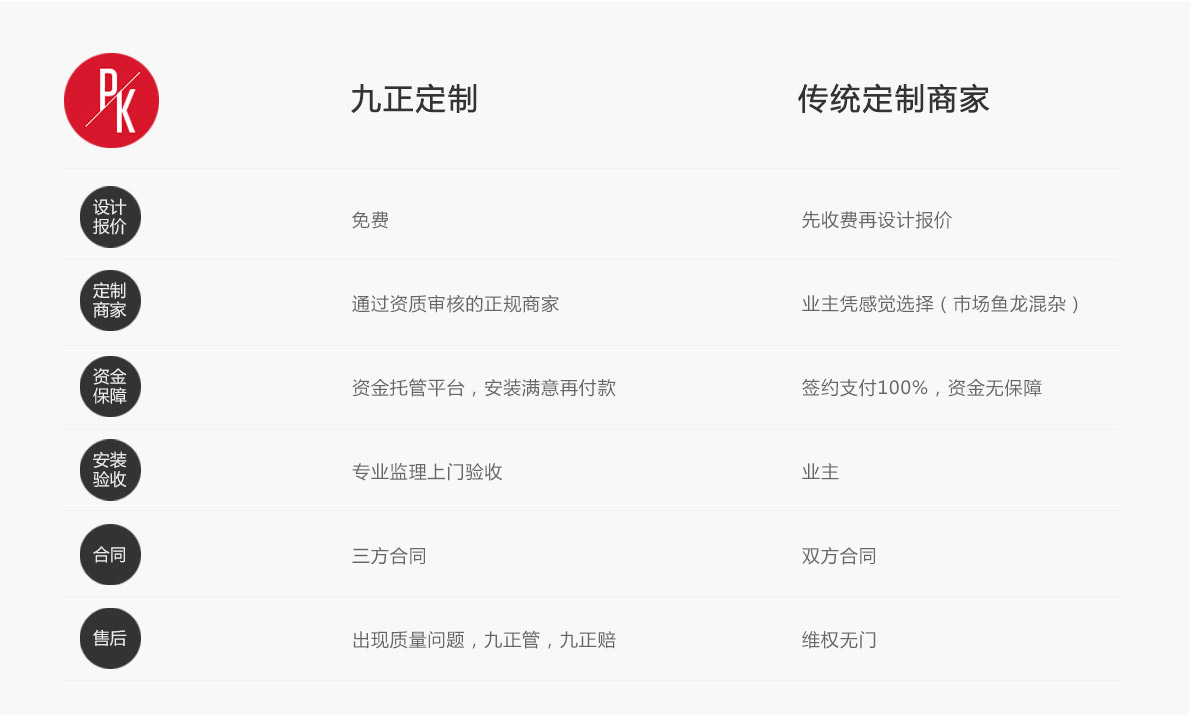 PK
九正定制
传统定制商家
设计
报价
免费
先收费再设计报价
定制
商家
通过资质审核的正规商家
业主凭感觉选择（市场鱼龙混杂）
资金
保障
资金托管平台，安装满意再付款
签约支付100%，资金无保障
安装
验收
专业监理上门验收
业主
合同
三方合同
双方合同
售后
出现质量问题，九正管，九正赔
维权无门